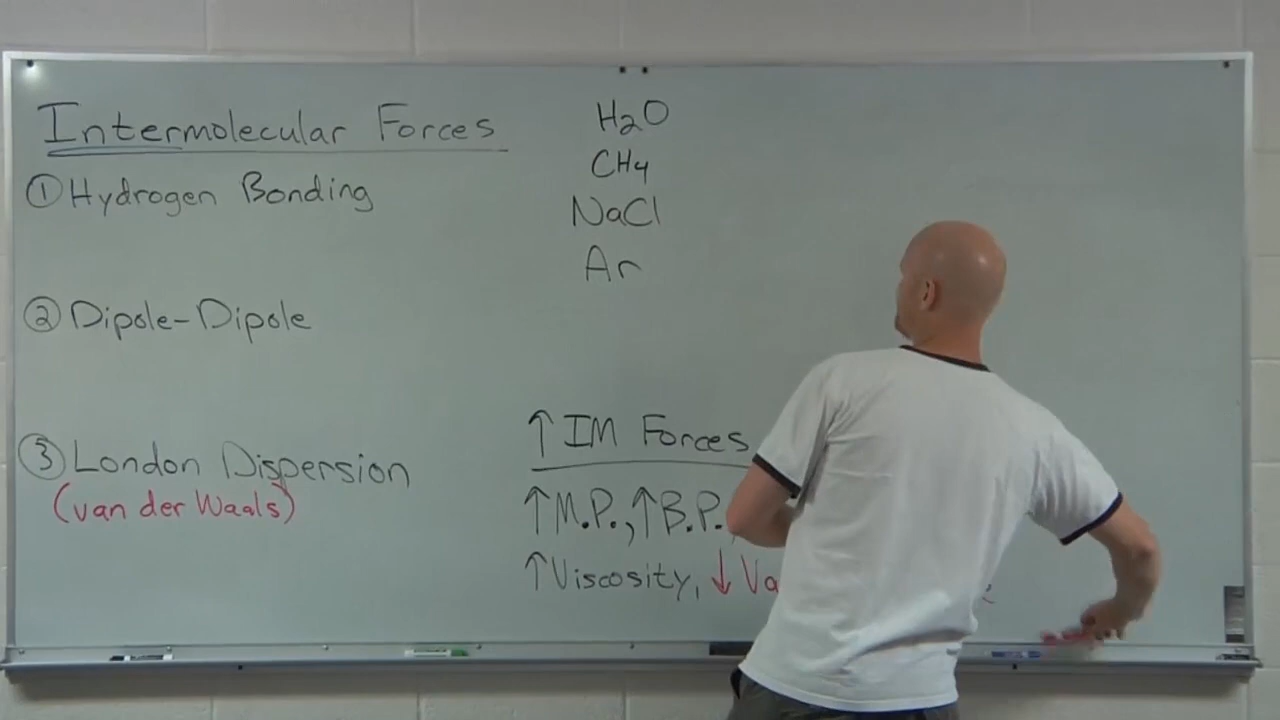 Intermolecular Forces
① Hydrogen Bonding
② Dipole-Dipole
③ London Dispersion
(van der Waals)
H₂O
CH₄
NaCl
Ar
↑ IM Forces
↑ M.P., ↑ B.P.
↑ Viscosity, ↓